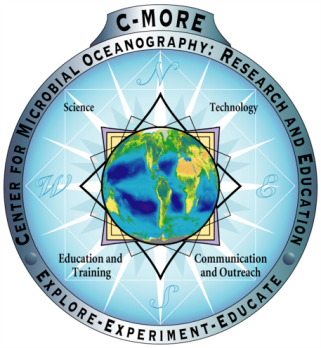 C-MORE
CENTER FOR MICROBIAL OCEANOGRAPHY: RESEARCH AND EDUCATION
N
Science
Technology
W
E
Education and
Training
Communication
and Outreach
S
EXPLORE-EXPERIMENT-EDUCATE